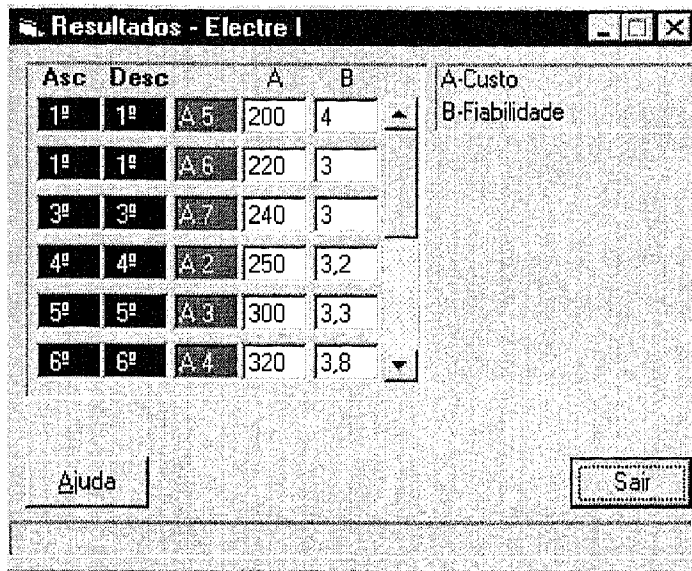 Resultados - Electre I
Asc Desc A B
1º 1º A 5 200 4
1º 1º A 6 220 3
3º 3º A 7 240 3
4º 4º A 2 250 3,2
5º 5º A 3 300 3,3
6º 6º A 4 320 3,8
A-Custo
B-Fiabilidade
Ajuda
Sair